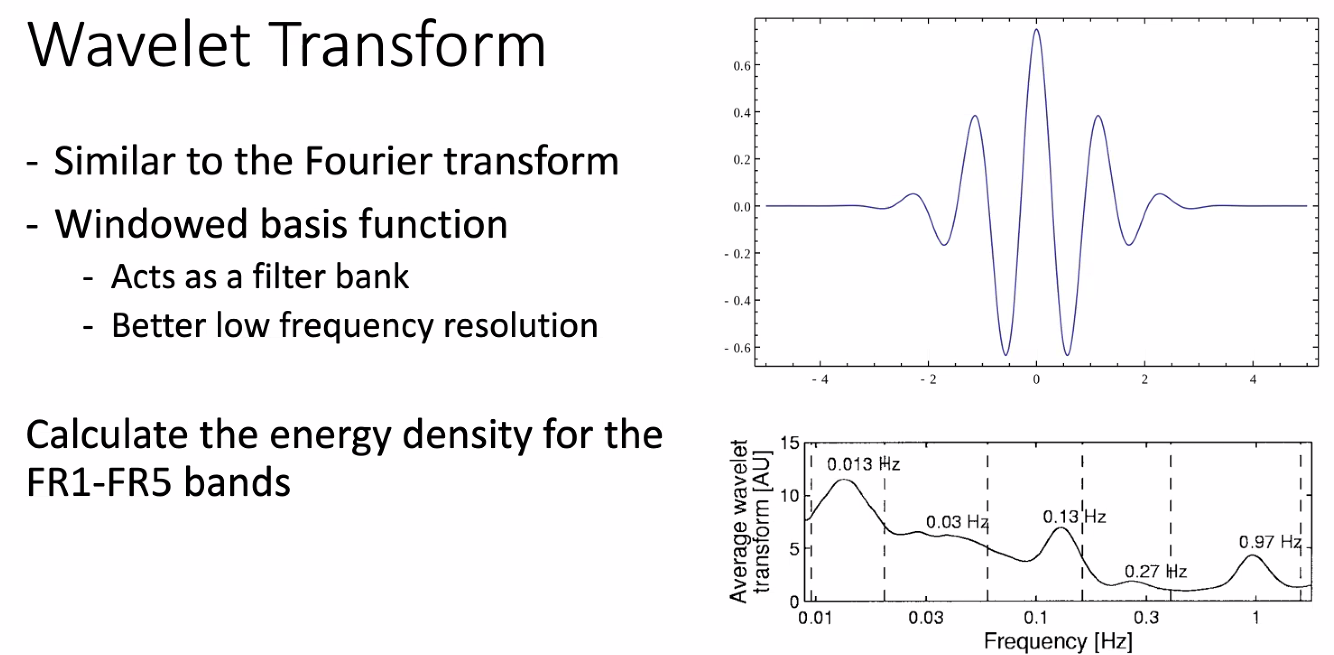 Wavelet Transform
- Similar to the Fourier transform
- Windowed basis function
- Acts as a filter bank
- Better low frequency resolution
Calculate the energy density for the
FR1-FR5 bands
0.6
0.4
0.2
0.0
- 0.2
- 0.4
- 0.6
- 4
- 2
0
2
4
Average wavelet
transform [AU]
15
10
5
0
0.013 Hz
0.03 Hz
0.13 Hz
0.27 Hz
0.97 Hz
0.01
0.03
0.1
0.3
1
Frequency [Hz]